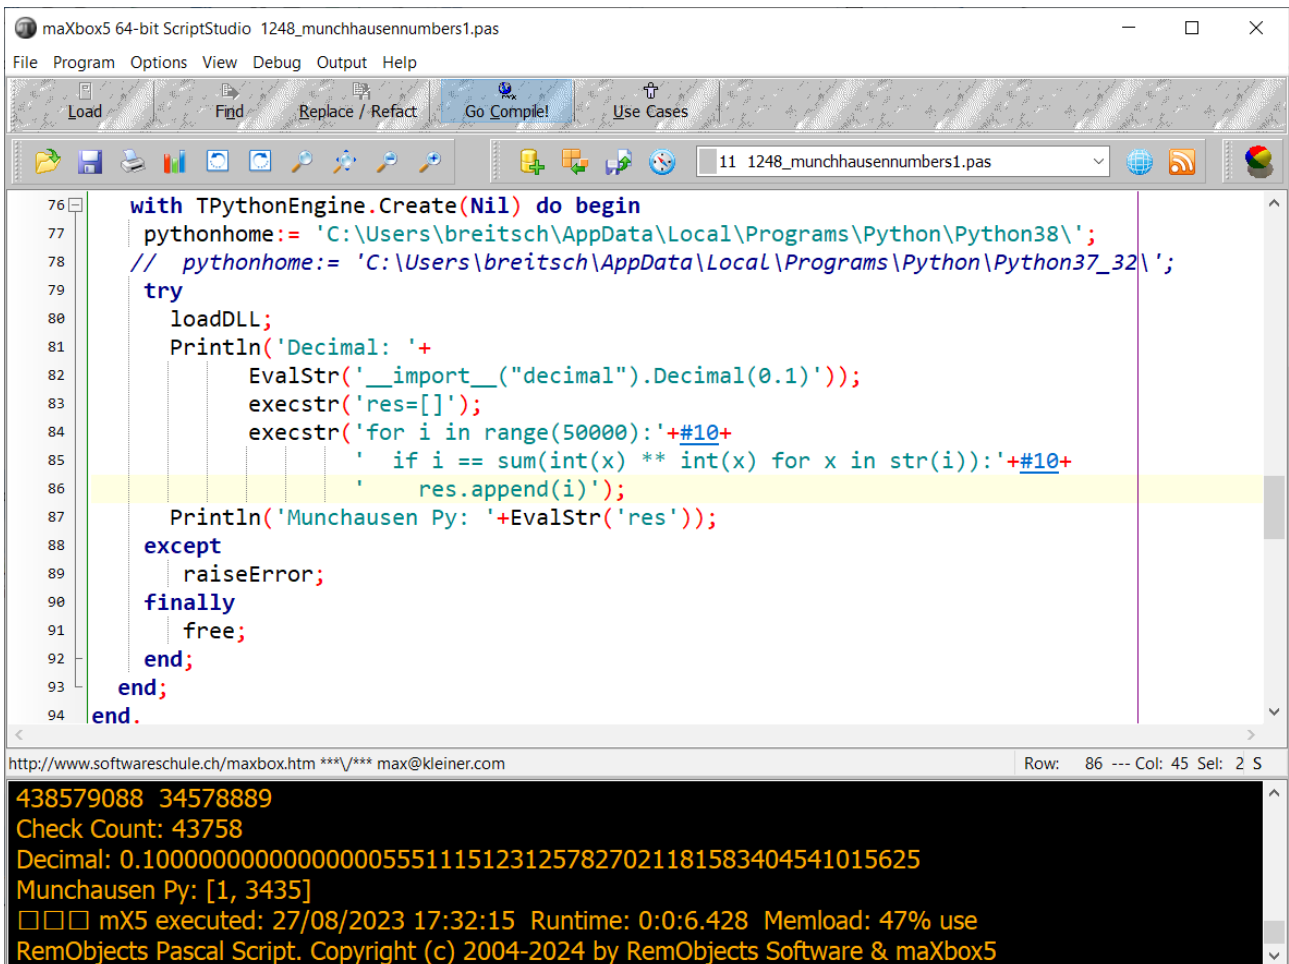 maXbox5 64-bit ScriptStudio  1248_munchhausennumbers1.pas
File Program Options View Debug Output Help
Load Find Replace / Refact Go Compile! Use Cases
11  1248_munchhausennumbers1.pas
76 with TPythonEngine.Create(Nil) do begin
77 pythonhome:= 'C:\Users\breitsch\AppData\Local\Programs\Python\Python38\';
78 //  pythonhome:= 'C:\Users\breitsch\AppData\Local\Programs\Python\Python37_32\';
79 try
80 loadDLL;
81 Println('Decimal: '+
82 EvalStr('__import__("decimal").Decimal(0.1)'));
83 execstr('res=[]');
84 execstr('for i in range(50000):'+#10+
85 '  if i == sum(int(x) ** int(x) for x in str(i)):'+#10+
86 '    res.append(i)');
87 Println('Munchausen Py: '+EvalStr('res'));
88 except
89 raiseError;
90 finally
91 free;
92 end;
93 end;
94 end.
http://www.softwareschule.ch/maxbox.htm ***\/*** max@kleiner.com Row: 86 --- Col: 45 Sel: 2 S
438579088  34578889
Check Count: 43758
Decimal: 0.1000000000000000055511151231257827021181583404541015625
Munchausen Py: [1, 3435]
□□□ mX5 executed: 27/08/2023 17:32:15  Runtime: 0:0:6.428  Memload: 47% use
RemObjects Pascal Script. Copyright (c) 2004-2024 by RemObjects Software & maXbox5